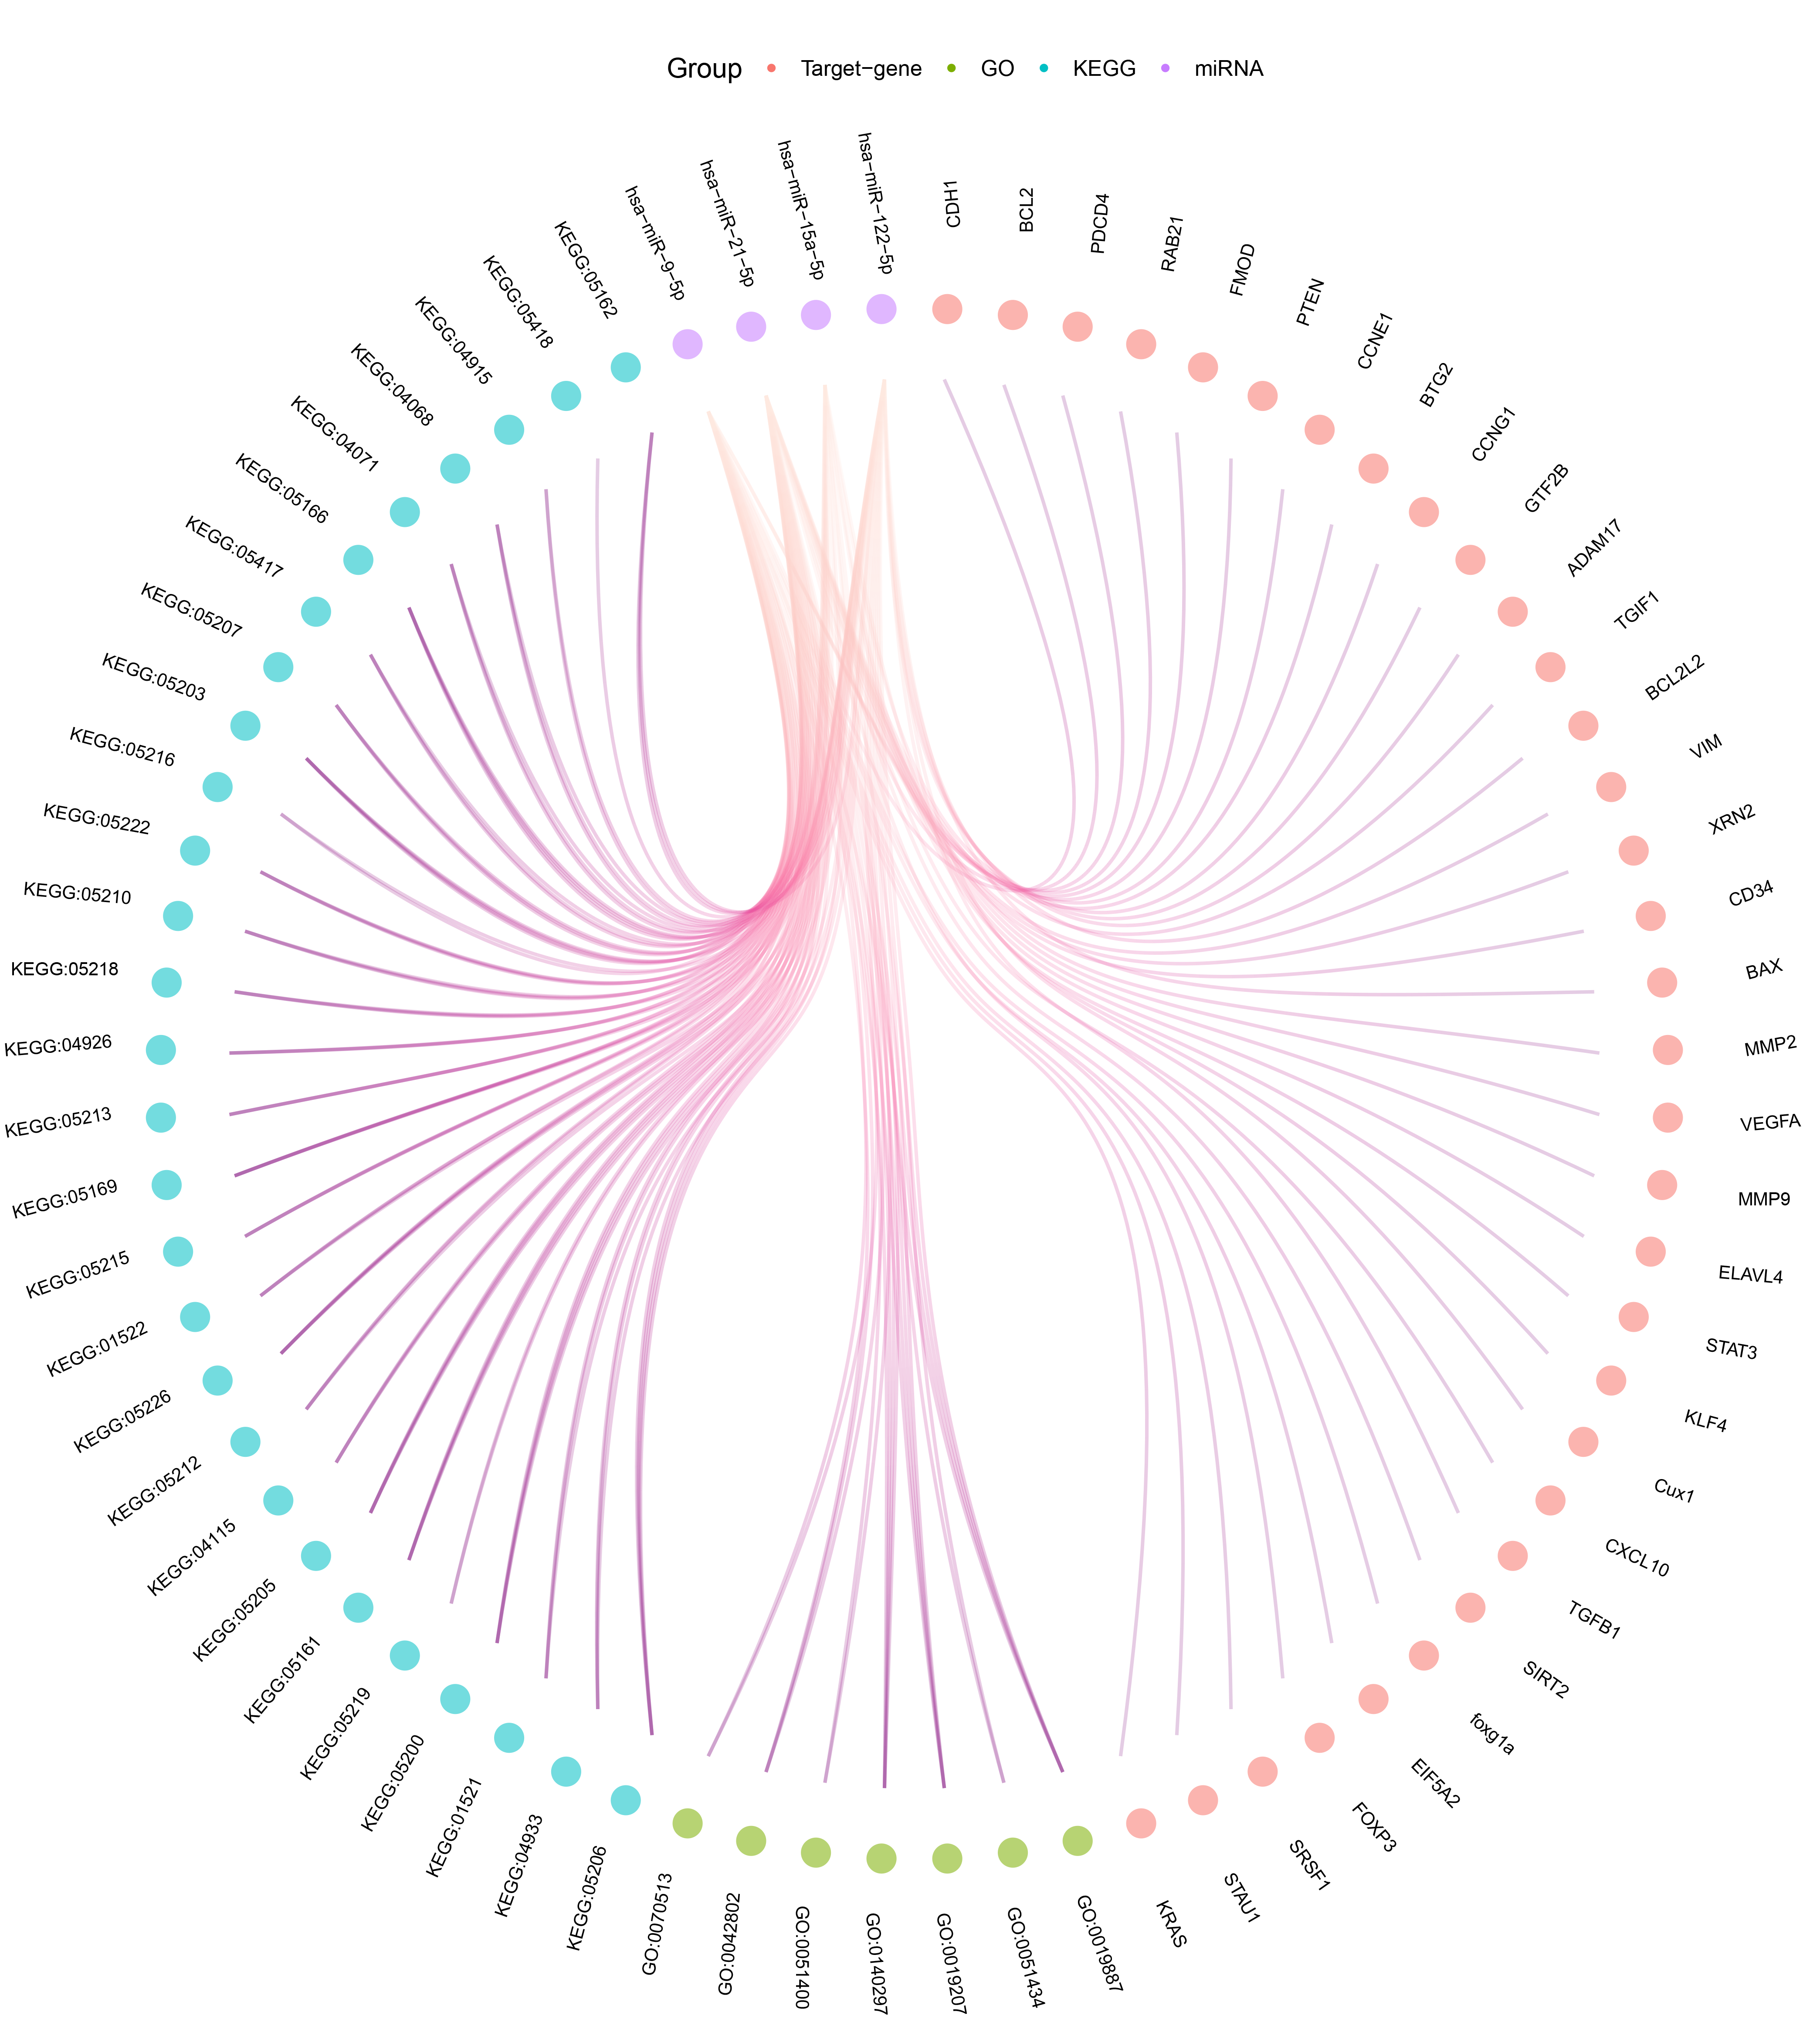 Group Target−gene GO KEGG miRNA
CDH1
BCL2
PDCD4
RAB21
FMOD
PTEN
CCNE1
BTG2
CCNG1
GTF2B
ADAM17
TGIF1
BCL2L2
VIM
XRN2
CD34
BAX
MMP2
VEGFA
MMP9
ELAVL4
STAT3
KLF4
Cux1
CXCL10
TGFB1
SIRT2
foxg1a
EIF5A2
FOXP3
SRSF1
STAU1
KRAS
GO:0019887
GO:0051434
GO:0019207
GO:0140297
GO:0051400
GO:0042802
GO:0070513
KEGG:05206
KEGG:04933
KEGG:01521
KEGG:05200
KEGG:05219
KEGG:05161
KEGG:05205
KEGG:04115
KEGG:05212
KEGG:05226
KEGG:01522
KEGG:05215
KEGG:05169
KEGG:05213
KEGG:04926
KEGG:05218
KEGG:05210
KEGG:05222
KEGG:05216
KEGG:05203
KEGG:05207
KEGG:05417
KEGG:05166
KEGG:04071
KEGG:04068
KEGG:04915
KEGG:05418
KEGG:05162
hsa−miR−9−5p
hsa−miR−21−5p
hsa−miR−15a−5p
hsa−miR−122−5p